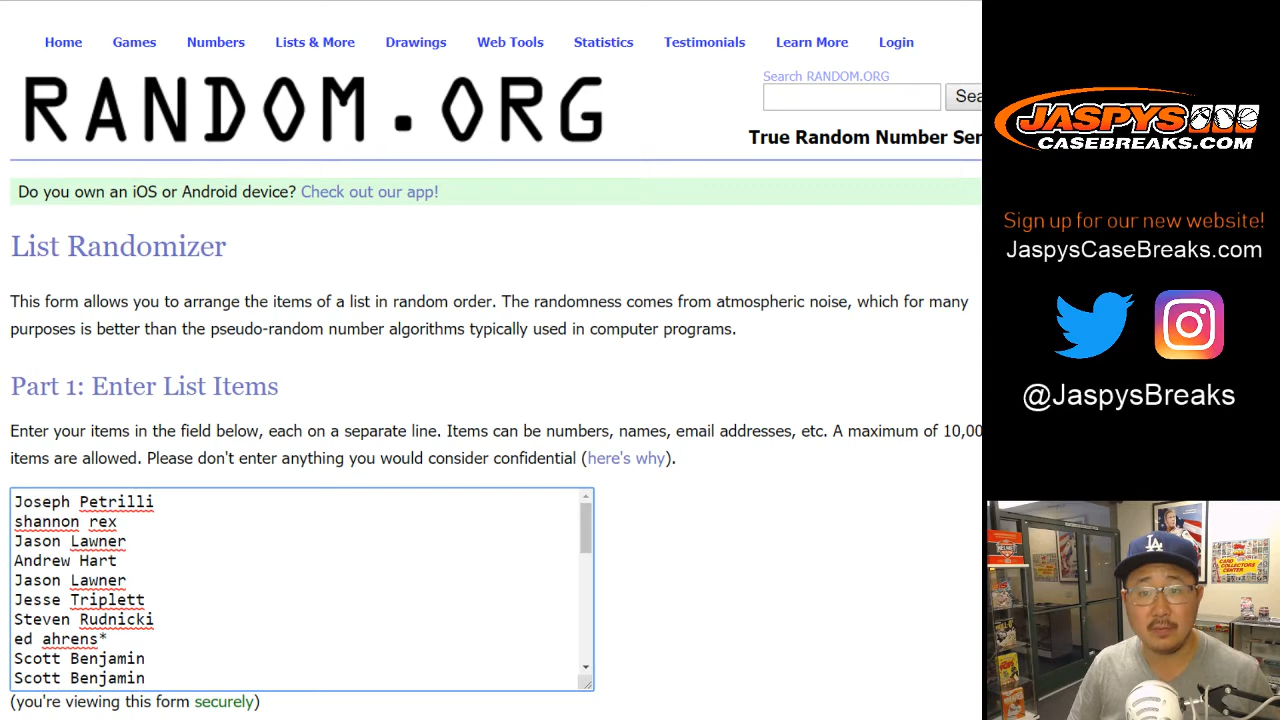 Home Games Numbers Lists & More Drawings Web Tools Statistics Testimonials Learn More Login
RANDOM.ORG
Search RANDOM.ORG
Sea
True Random Number Ser
Do you own an iOS or Android device? Check out our app!
List Randomizer
This form allows you to arrange the items of a list in random order. The randomness comes from atmospheric noise, which for many
purposes is better than the pseudo-random number algorithms typically used in computer programs.
Part 1: Enter List Items
Enter your items in the field below, each on a separate line. Items can be numbers, names, email addresses, etc. A maximum of 10,00
items are allowed. Please don't enter anything you would consider confidential (here's why).
Joseph Petrilli
shannon rex
Jason Lawner
Andrew Hart
Jason Lawner
Jesse Triplett
Steven Rudnicki
ed ahrens*
Scott Benjamin
Scott Benjamin
(you're viewing this form securely)
JASPYS
CASEBREAKS.COM
Sign up for our new website!
JaspysCaseBreaks.com
@JaspysBreaks
CARD
COLLECTORS
CENTER
LA